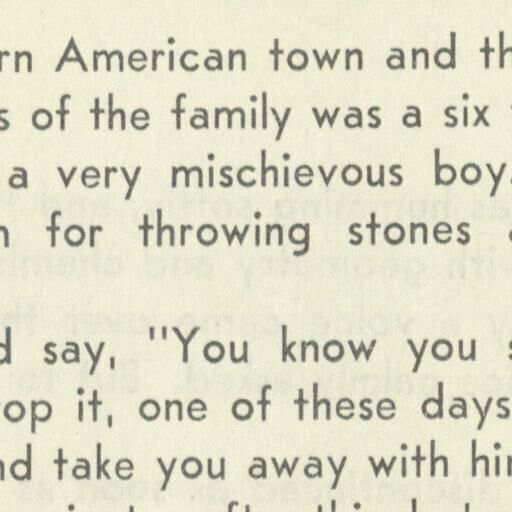 rn American town and th
s of the family was a six
a very mischievous boy.
for throwing stones
say, "You know you s
op it, one of these days
nd take you away with hi